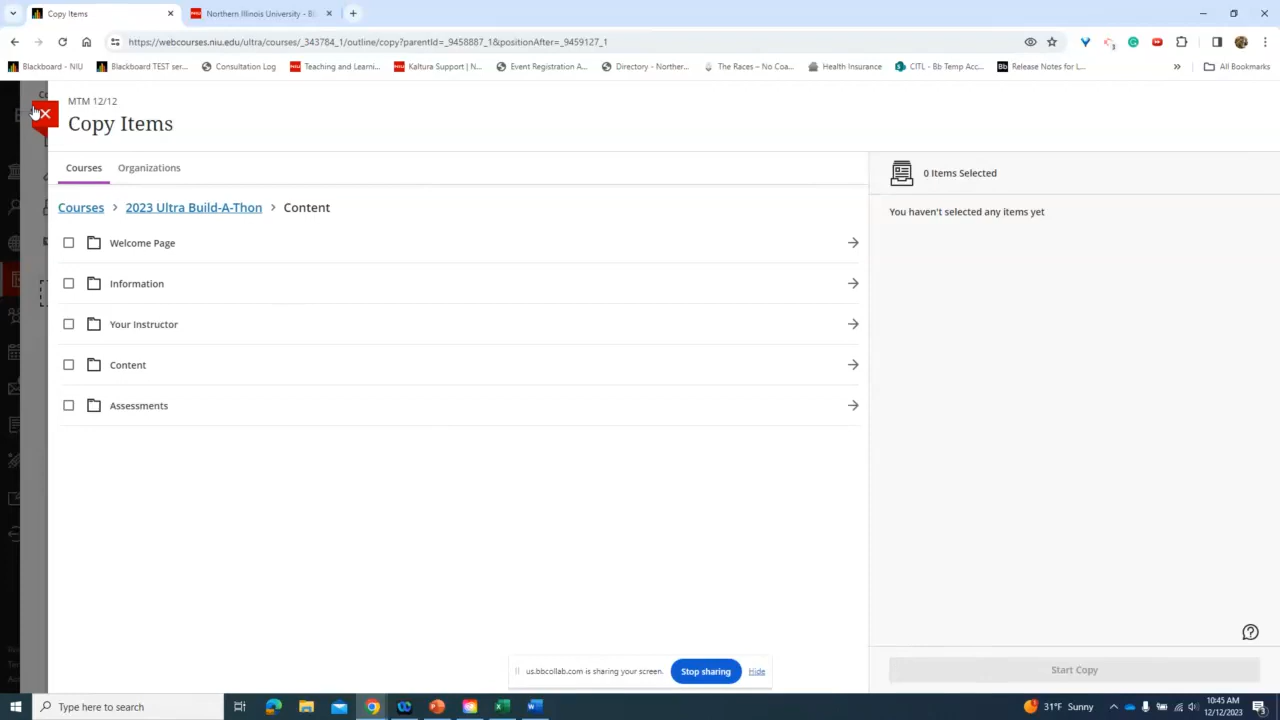 Copy Items
Northern Illinois University - Bl
https://webcourses.niu.edu/ultra/courses/_343784_1/outline/copy?parentId=_9458887_1&positionAfter=_9459127_1
Blackboard - NIU
Blackboard TEST ser...
Consultation Log
Teaching and Learni...
Kaltura Support | N...
Event Registration A...
Directory - Norther...
The Races – No Coa...
Health Insurance
CITL - Bb Temp Acc...
Release Notes for L...
All Bookmarks
MTM 12/12
Copy Items
Courses Organizations
0 Items Selected
You haven't selected any items yet
Courses > 2023 Ultra Build-A-Thon > Content
Welcome Page
Information
Your Instructor
Content
Assessments
us.bbcollab.com is sharing your screen. Stop sharing Hide
Start Copy
Type here to search
31°F Sunny
10:45 AM
12/12/2023